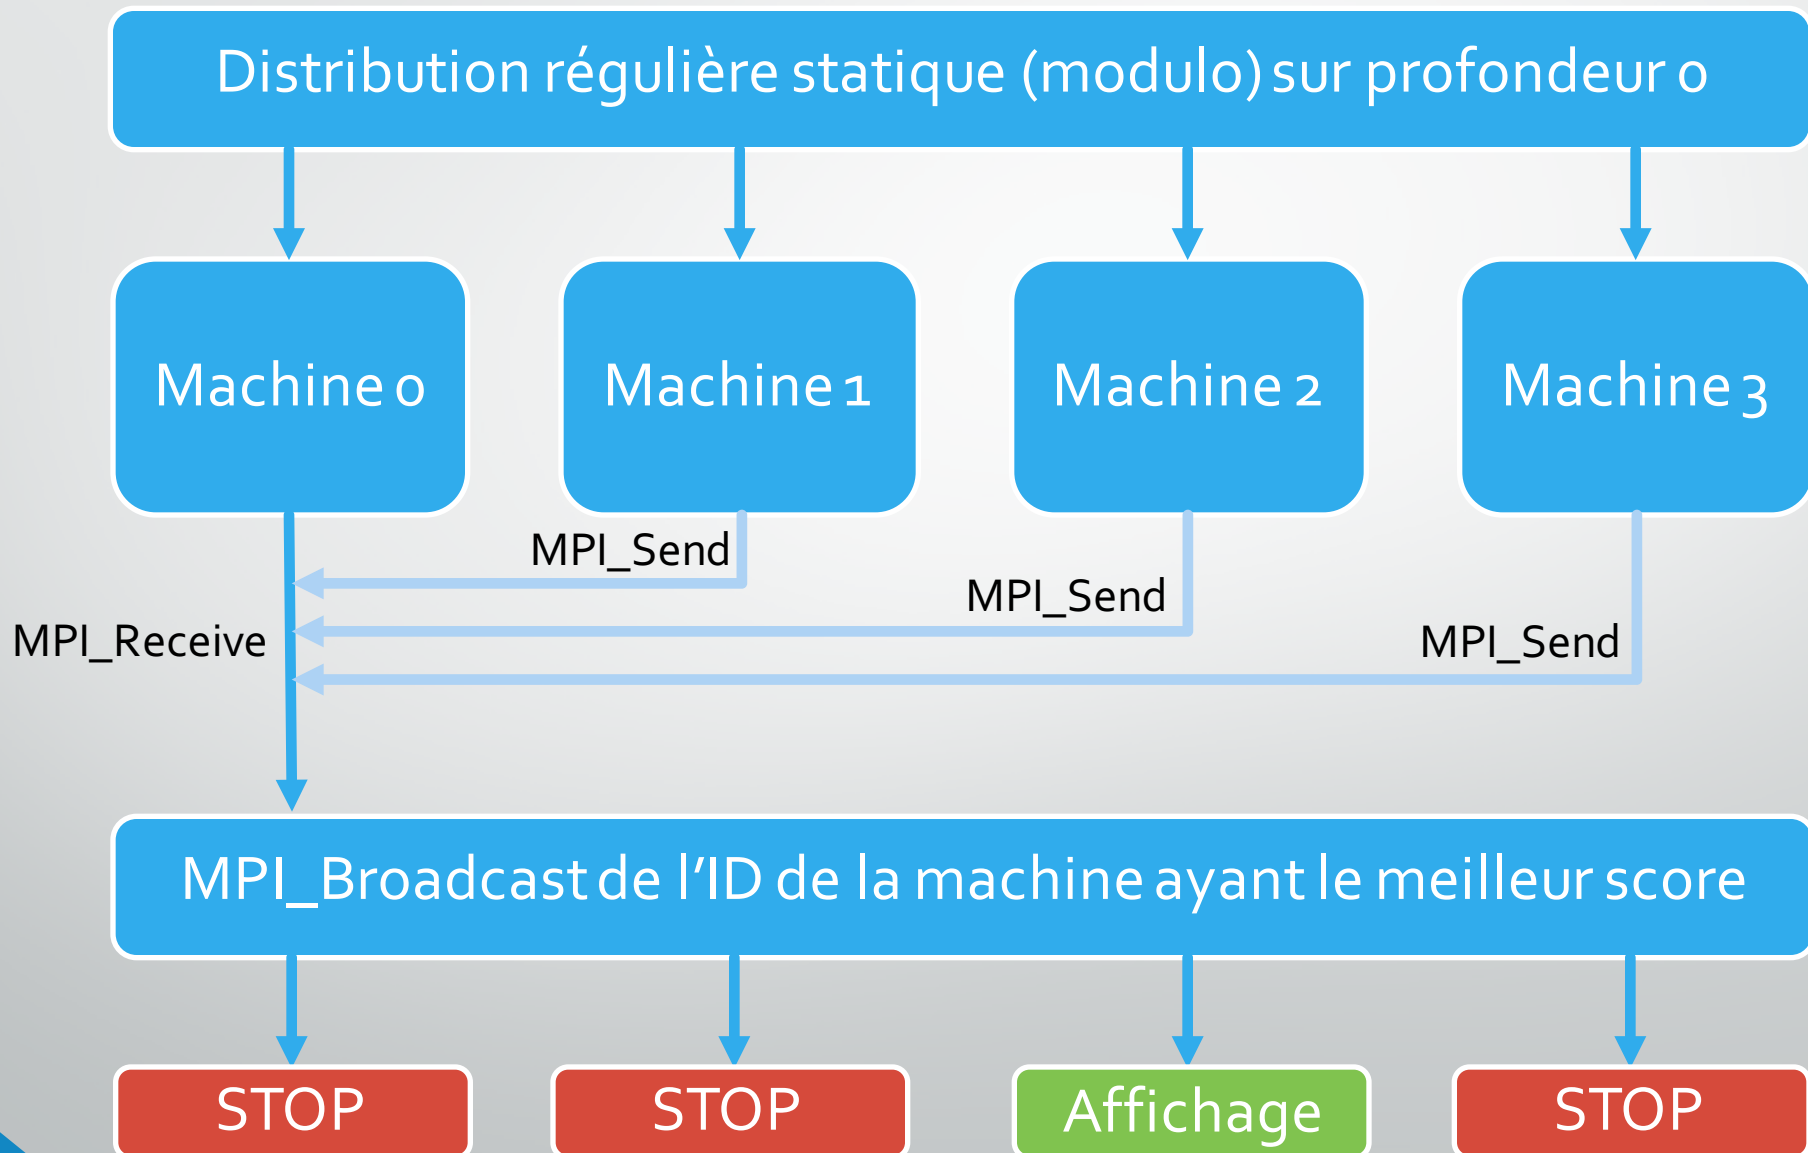 Distribution régulière statique (modulo) sur profondeur 0
Machine 0
Machine 1
Machine 2
Machine 3
MPI_Send
MPI_Send
MPI_Receive
MPI_Send
MPI_Broadcast de l’ID de la machine ayant le meilleur score
STOP
STOP
Affichage
STOP